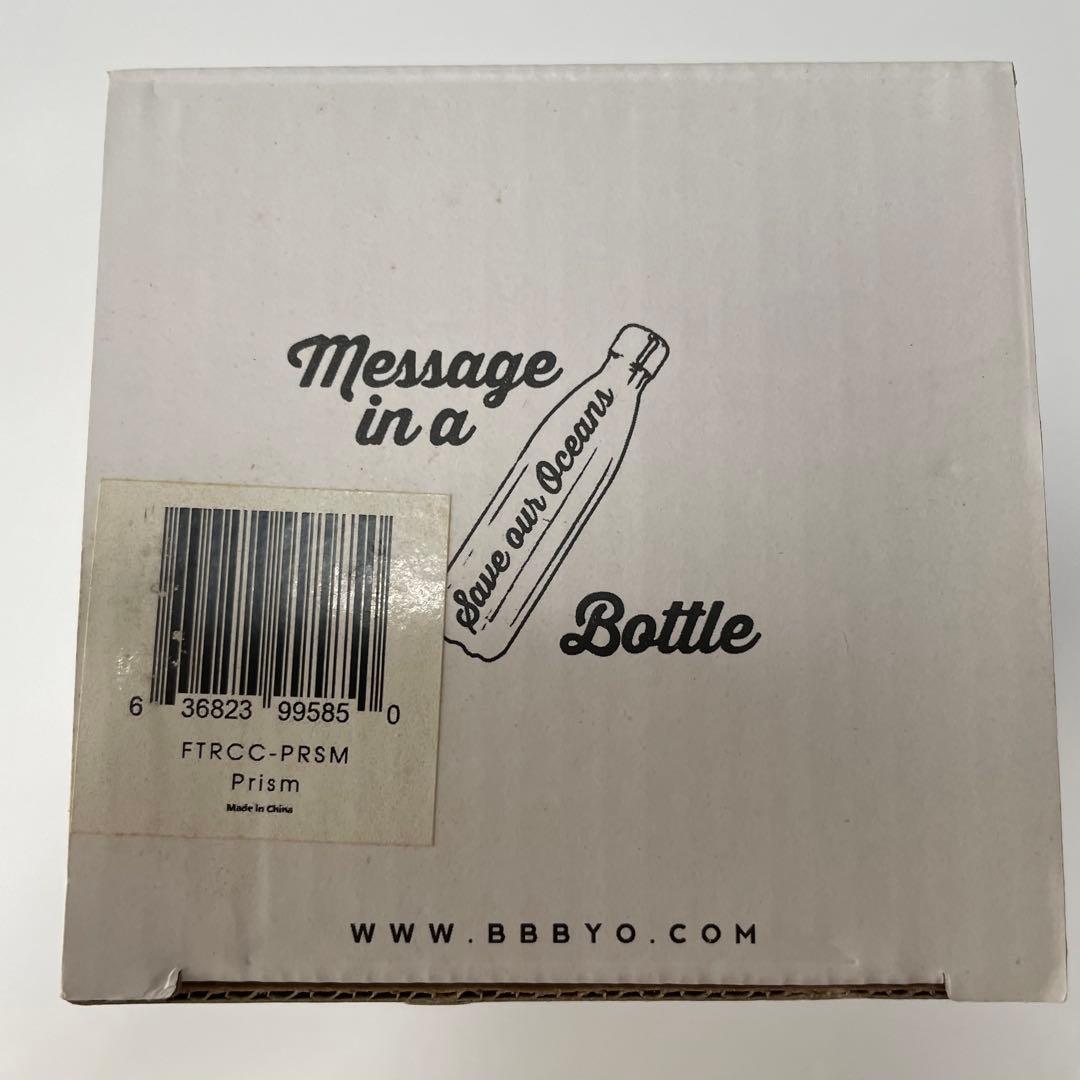 Message
in a
Save our Oceans
Bottle
6 36823 99585 0
FTRCC-PRSM
Prism
Made in China
WWW.BBBYO.COM